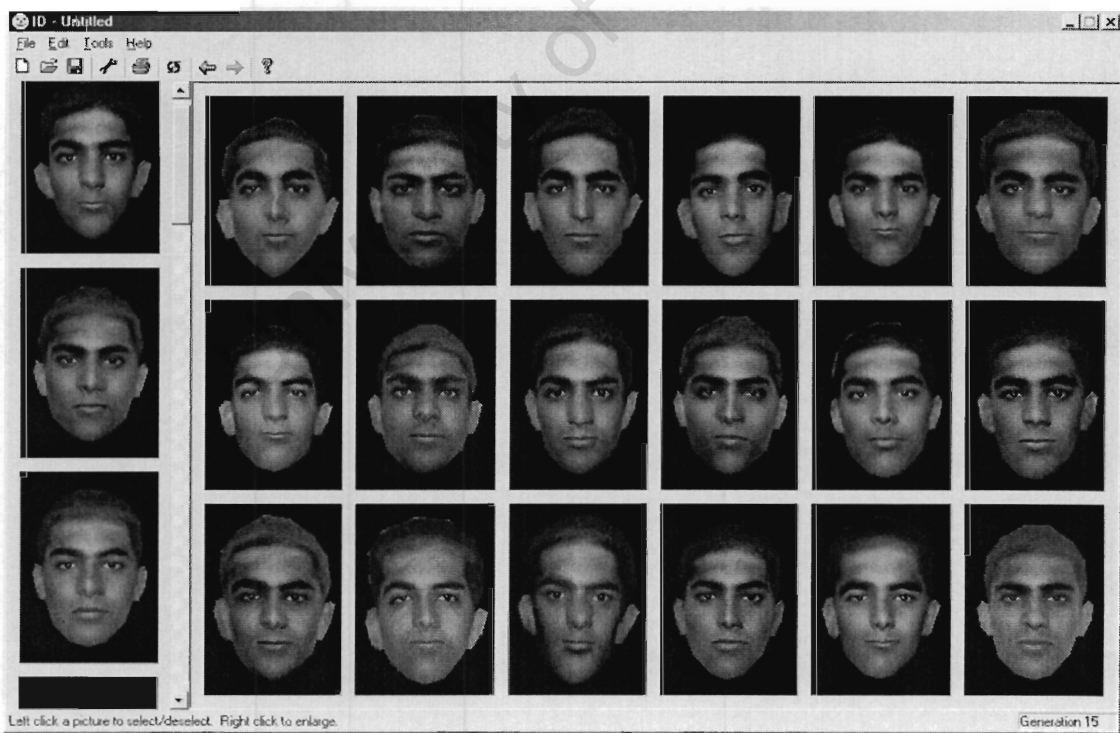 ID - Untitled
File Edit Tools Help
Left click a picture to select/deselect. Right click to enlarge.
Generation 15